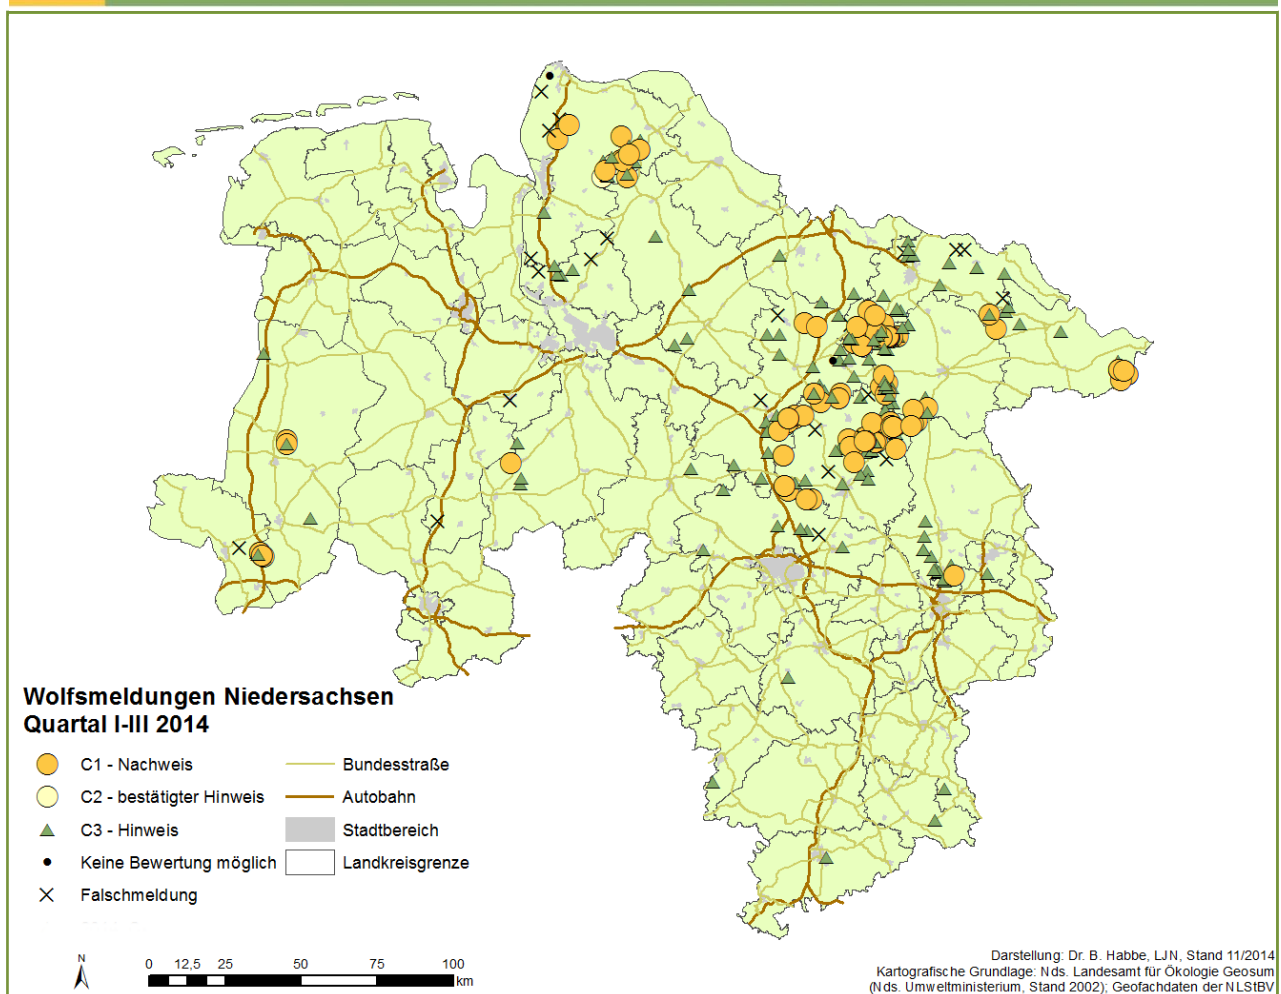 Wolfsmeldungen Niedersachsen
Quartal I-III 2014
C1 - Nachweis
C2 - bestätigter Hinweis
C3 - Hinweis
Keine Bewertung möglich
Falschmeldung
Bundesstraße
Autobahn
Stadtbereich
Landkreisgrenze
N
0 12,5 25 50 75 100
km
Darstellung: Dr. B. Habbe, LJN, Stand 11/2014
Kartografische Grundlage: Nds. Landesamt für Ökologie Geosum
(Nds. Umweltministerium, Stand 2002); Geofachdaten der NLStBV